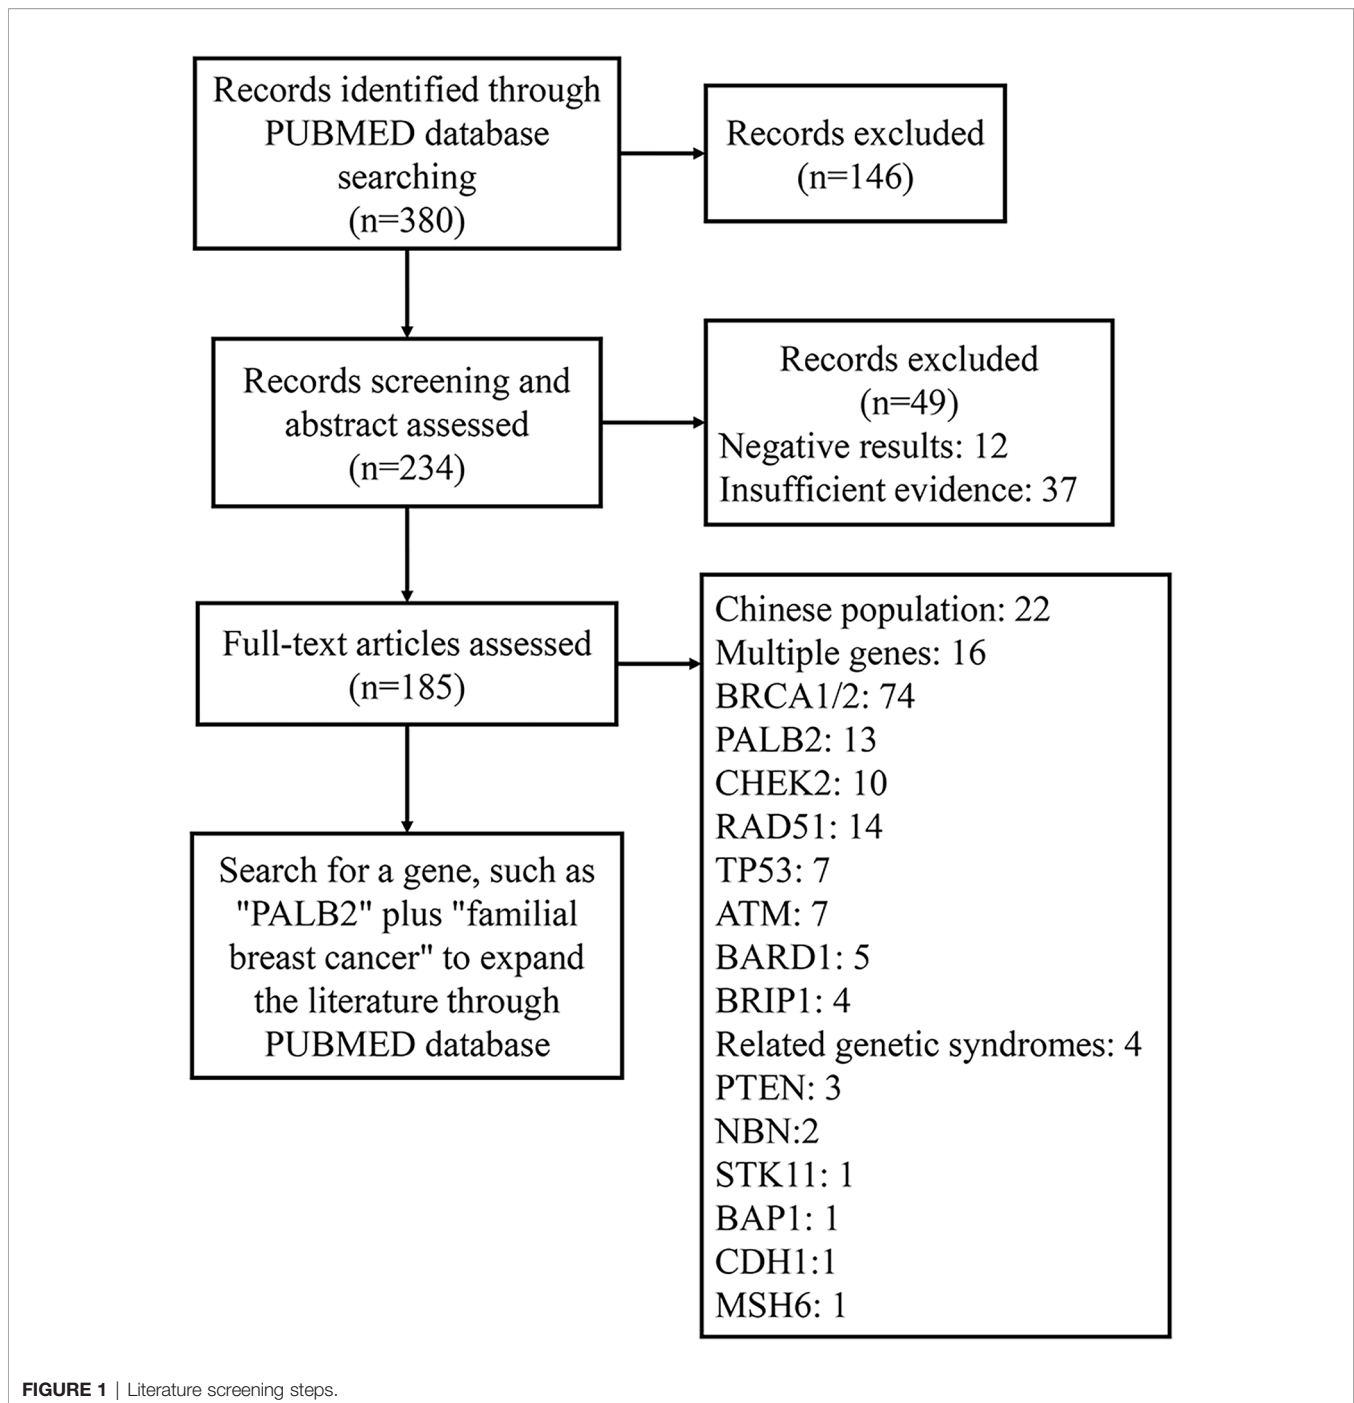 Records identified through
PUBMED database
searching
(n=380)
Records excluded
(n=146)
Records screening and
abstract assessed
(n=234)
Records excluded
(n=49)
Negative results: 12
Insufficient evidence: 37
Full-text articles assessed
(n=185)
Chinese population: 22
Multiple genes: 16
BRCA1/2: 74
PALB2: 13
CHEK2: 10
RAD51: 14
TP53: 7
ATM: 7
BARD1: 5
BRIP1: 4
Related genetic syndromes: 4
PTEN: 3
NBN:2
STK11: 1
BAP1: 1
CDH1:1
MSH6: 1
Search for a gene, such as
"PALB2" plus "familial
breast cancer" to expand
the literature through
PUBMED database
FIGURE 1 | Literature screening steps.